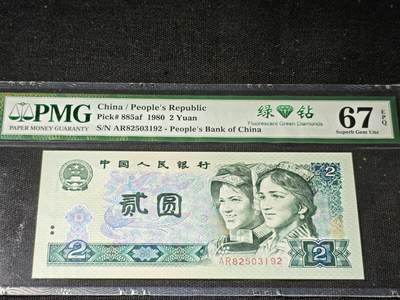 PMG
PAPER MONEY GUARANTY
China / People's Republic
Pick# 885af 1980 2 Yuan
S/N AR82503192 - People's Bank of China
绿 钻
Fluorescent Green Diamonds
67
EPQ
Superb Gem Unc
中国人民银行
2
贰圆
AR82503192
2
2